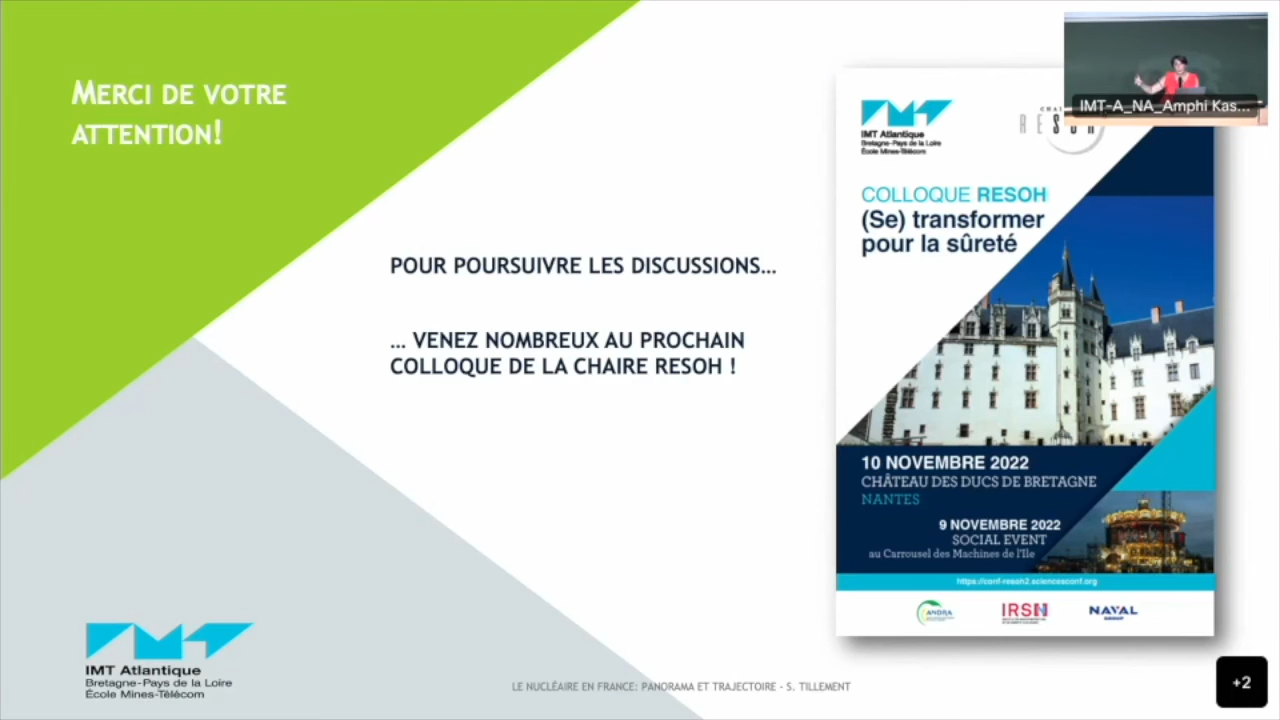 MERCI DE VOTRE
ATTENTION!
POUR POURSUIVRE LES DISCUSSIONS…
… VENEZ NOMBREUX AU PROCHAIN
COLLOQUE DE LA CHAIRE RESOH !
IMT Atlantique
Bretagne-Pays de la Loire
École Mines-Télécom
IMT-A_NA_Amphi Kas...
IMT Atlantique
Bretagne-Pays de la Loire
École Mines-Télécom
COLLOQUE RESOH
(Se) transformer
pour la sûreté
10 NOVEMBRE 2022
CHÂTEAU DES DUCS DE BRETAGNE
NANTES
9 NOVEMBRE 2022
SOCIAL EVENT
au Carrousel des Machines de l'Ile
https://conf-resoh2.sciencesconf.org
ANDRA
IRSN
NAVAL
GROUP
LE NUCLÉAIRE EN FRANCE: PANORAMA ET TRAJECTOIRE - S. TILLEMENT
+2